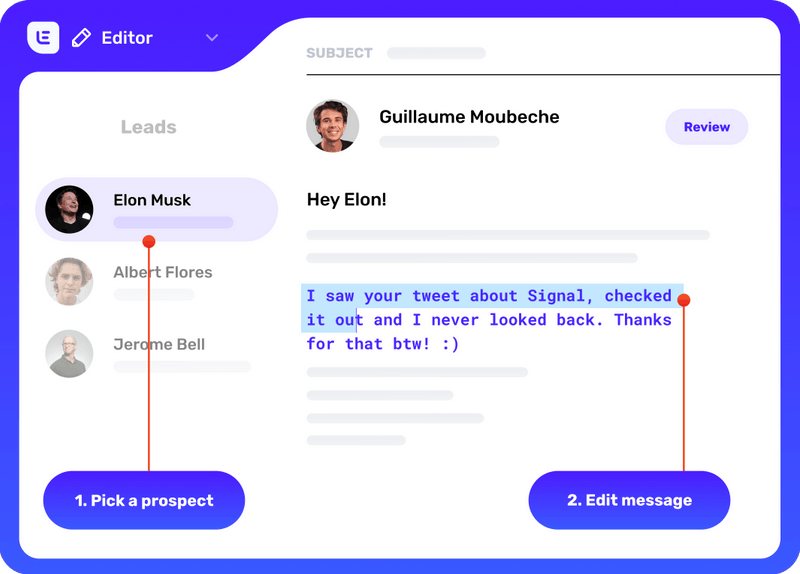 LE
Editor
SUBJECT
Leads
Guillaume Moubeche
Review
Elon Musk
Albert Flores
Jerome Bell
Hey Elon!
I saw your tweet about Signal, checked
it out and I never looked back. Thanks
for that btw! :)
1. Pick a prospect
2. Edit message